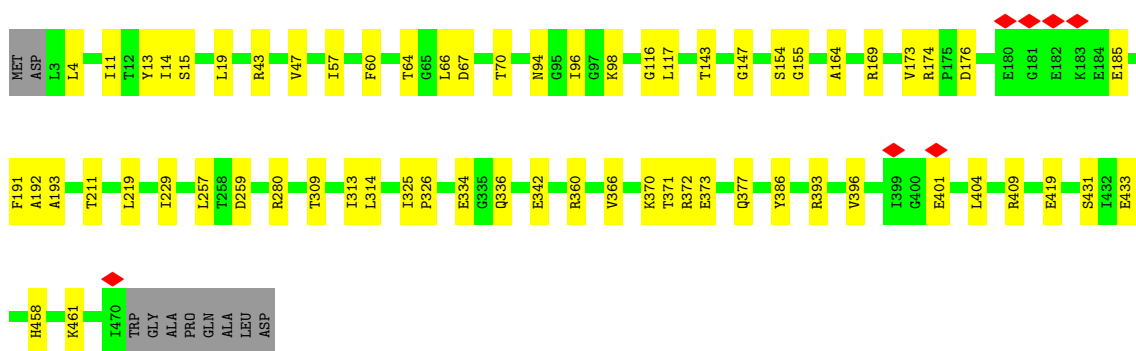 MET ASP L3 L4 I11 T12 Y13 I14 S15 L19 R43 V47 I57 F60 T64 G65 L66 D67 T70 N94 G95 I96 G97 K98 G116 L117 T143 G147 S154 G155 A164 R169 V173 R174 P175 D176 E180 G181 E182 K183 E184 E185
F191 A192 A193 T211 L219 I229 L257 T258 D259 R280 T309 I313 L314 I325 P326 E334 G335 Q336 E342 R360 V366 K370 T371 R372 E373 Q377 Y386 R393 V396 I399 G400 E401 L404 R409 E419 S431 I432 E433
H458 K461 I470 TRP GLY ALA PRO GLN ALA LEU ASP